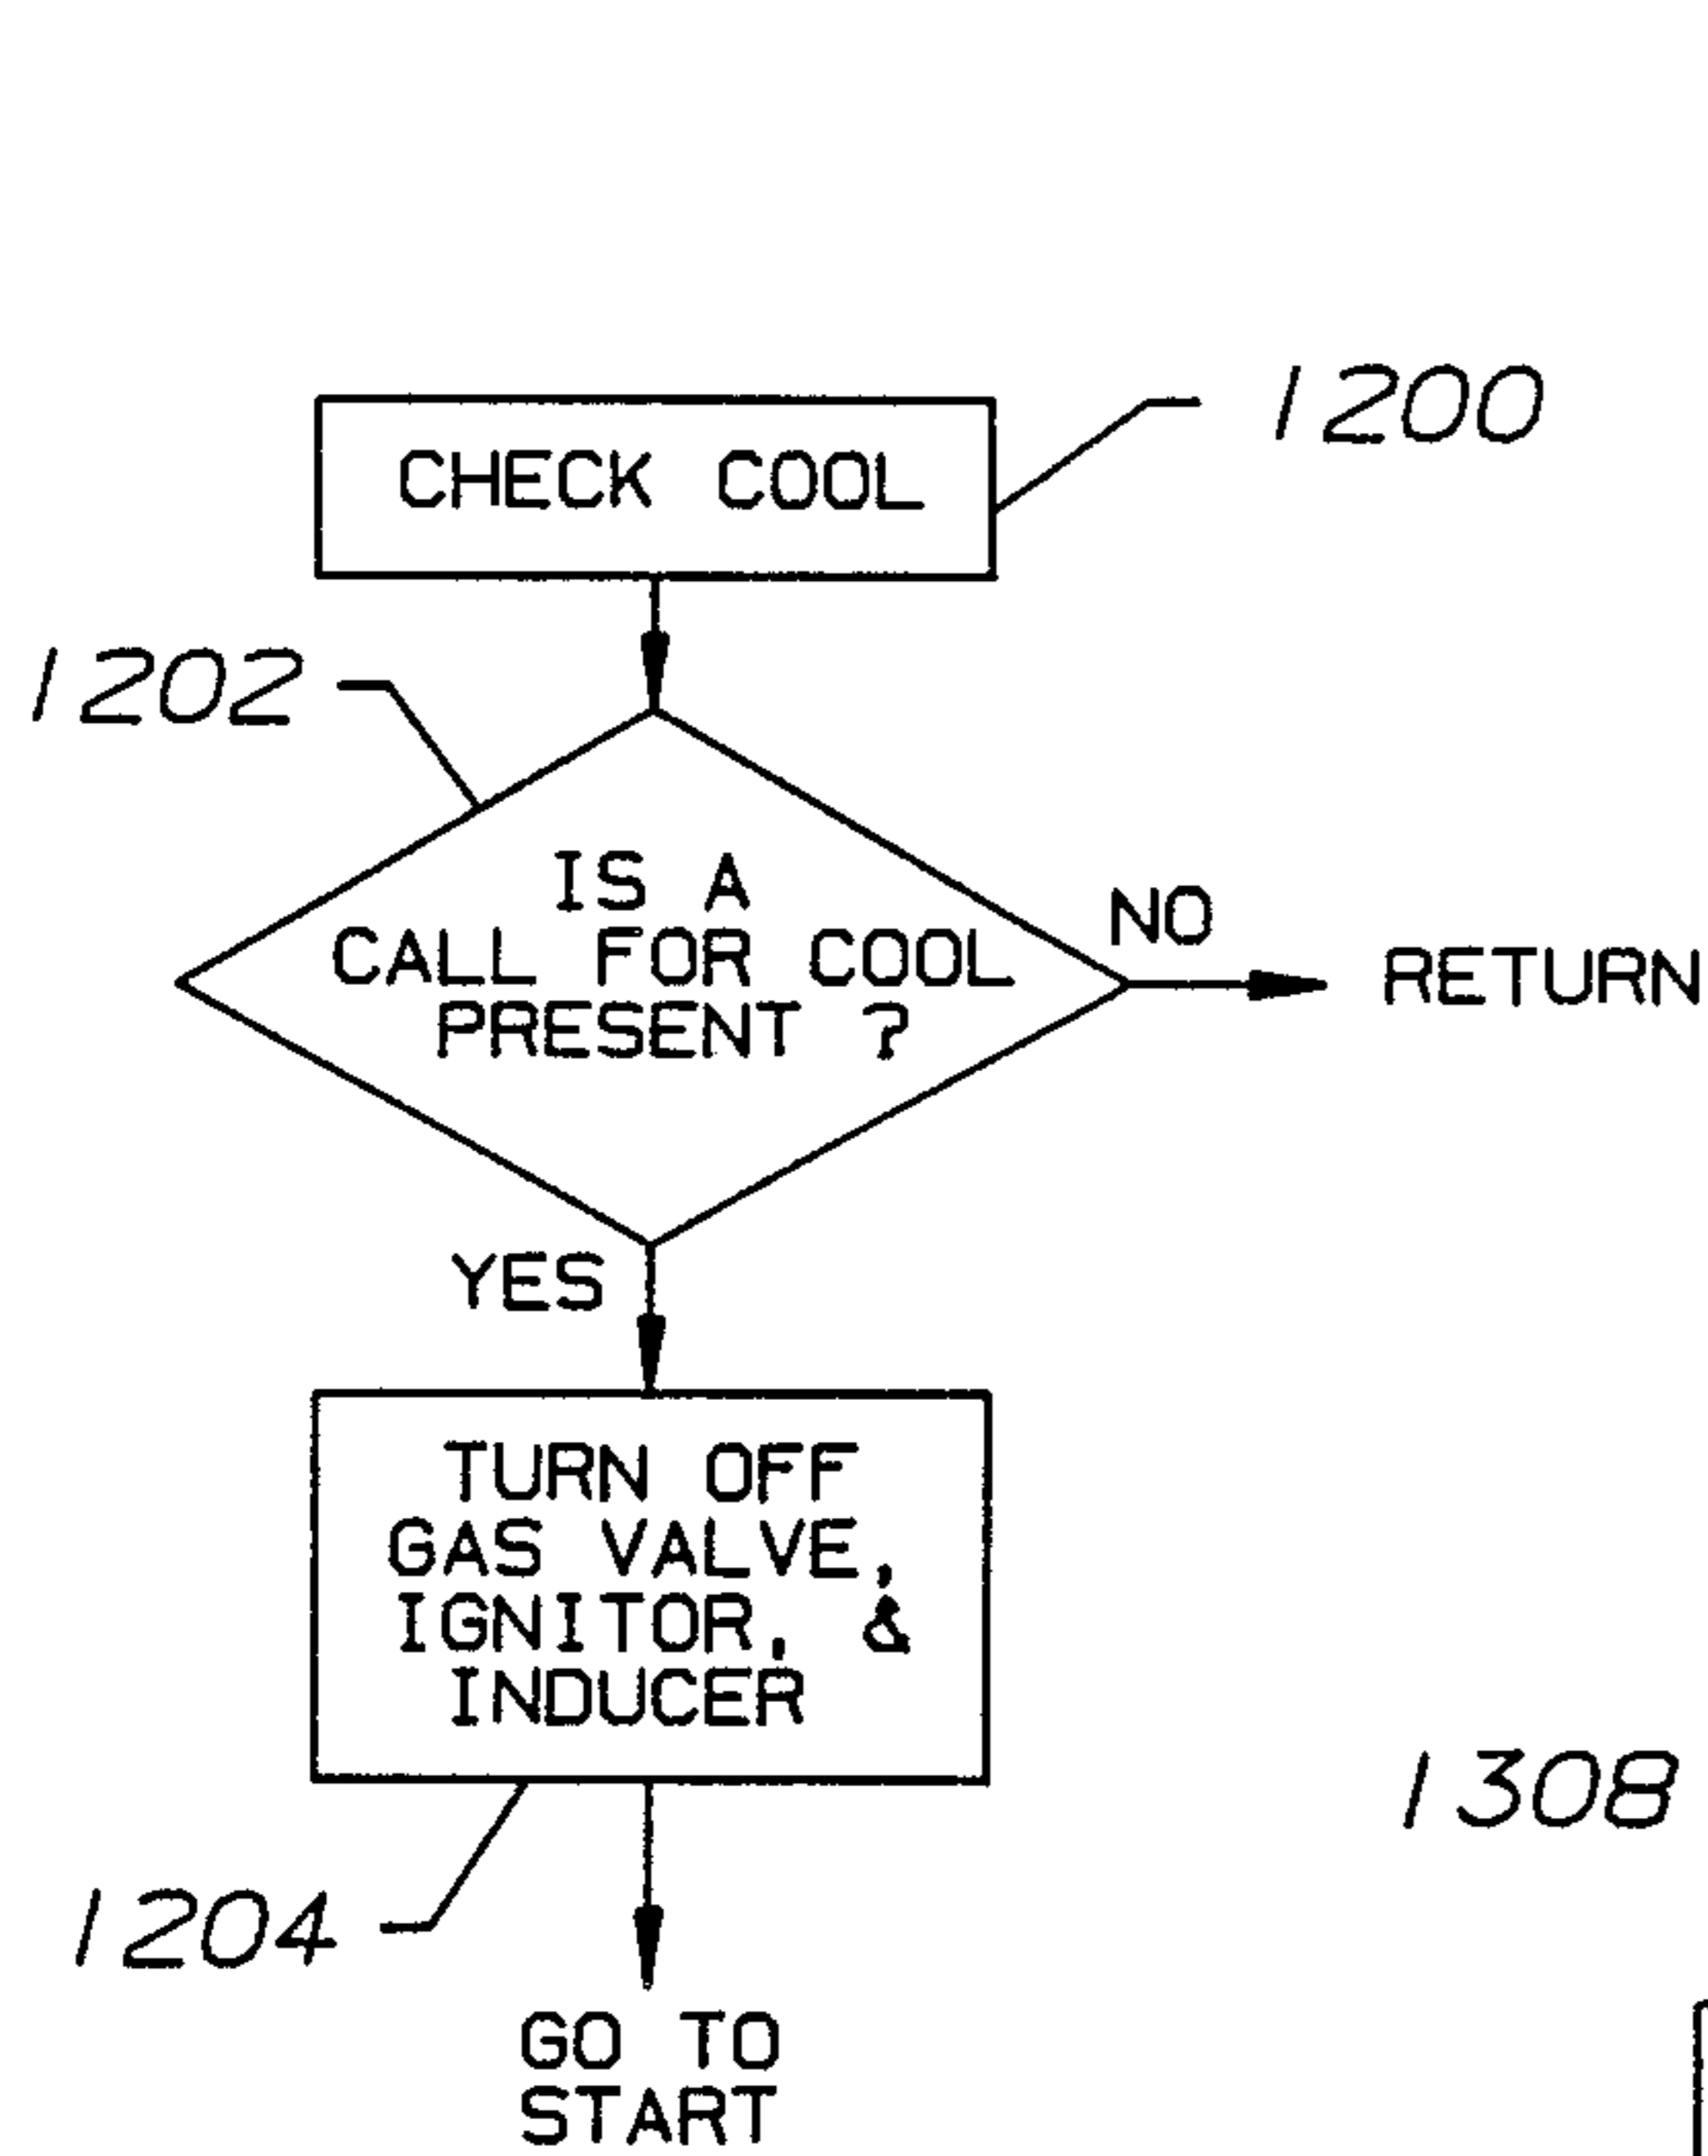 1200
CHECK COOL
1202
IS A
CALL FOR COOL
PRESENT ?
NO
RETURN
YES
TURN OFF
GAS VALVE,
IGNITOR, &
INDUCER
1308
1204
GO TO
START